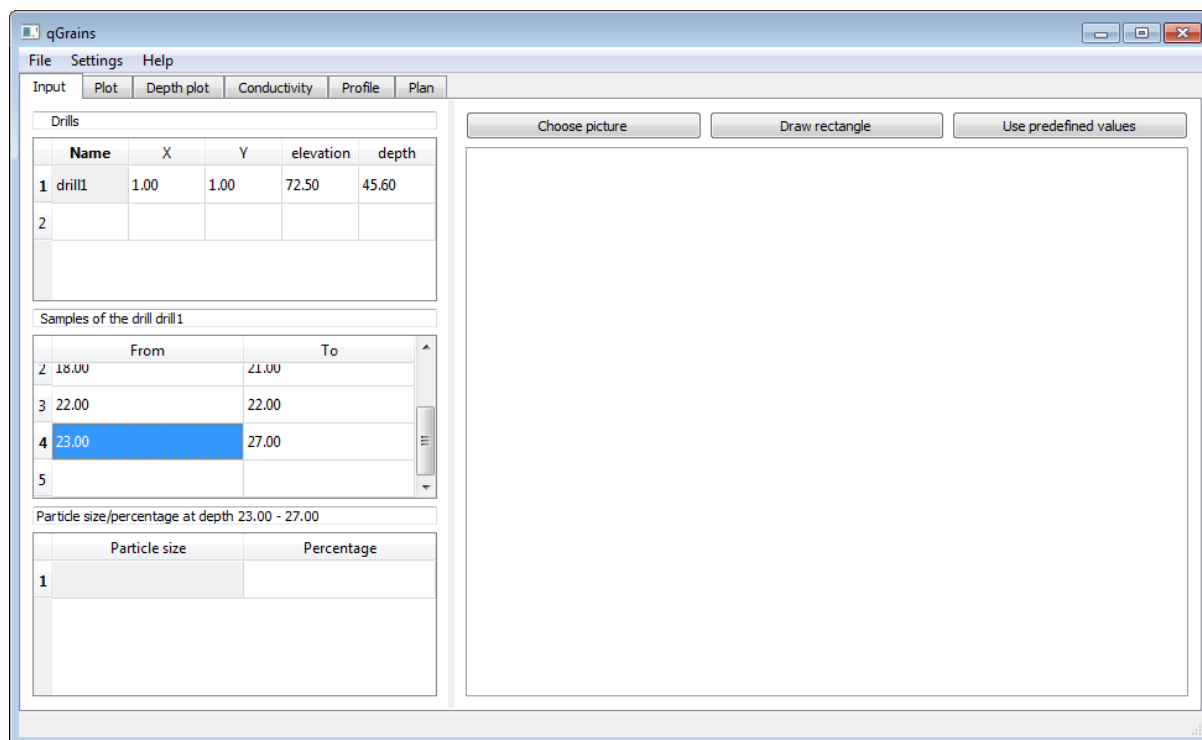 qGrains
File Settings Help
Input Plot Depth plot Conductivity Profile Plan
Drills
Name X Y elevation depth
1 drill1 1.00 1.00 72.50 45.60
2
Samples of the drill drill1
From To
2 18.00 21.00
3 22.00 22.00
4 23.00 27.00
5
Particle size/percentage at depth 23.00 - 27.00
Particle size Percentage
1
Choose picture Draw rectangle Use predefined values